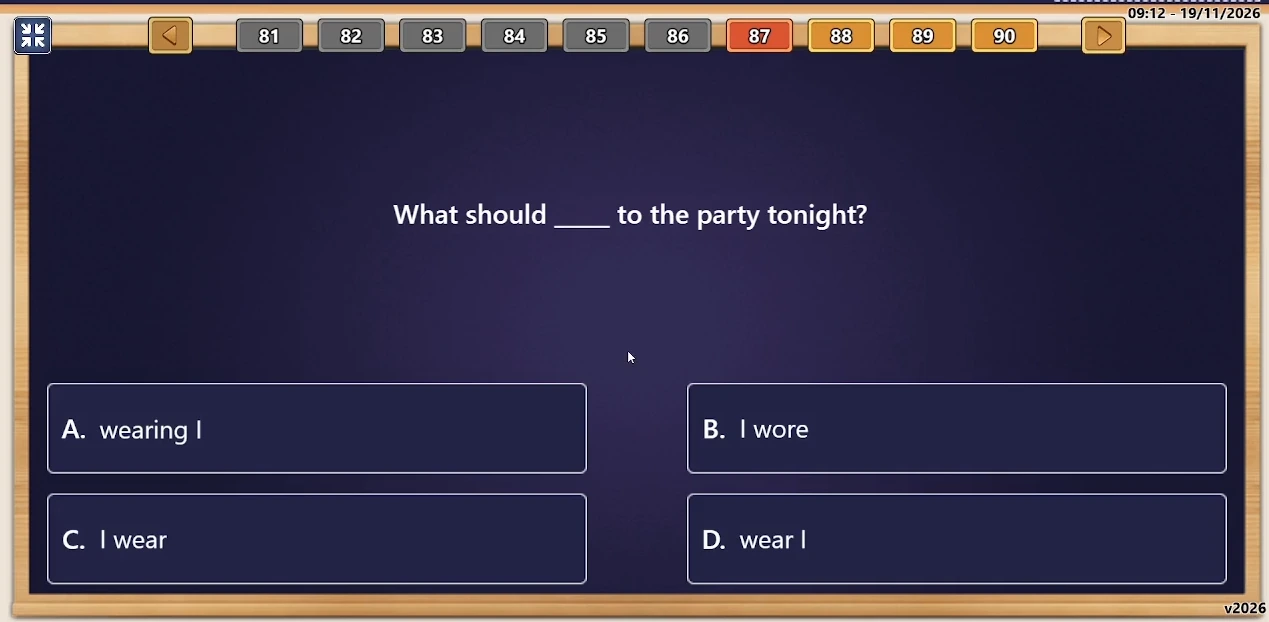 09:12 - 19/11/2026
81 82 83 84 85 86 87 88 89 90
What should _____ to the party tonight?
A. wearing I
B. I wore
C. I wear
D. wear I
v2026